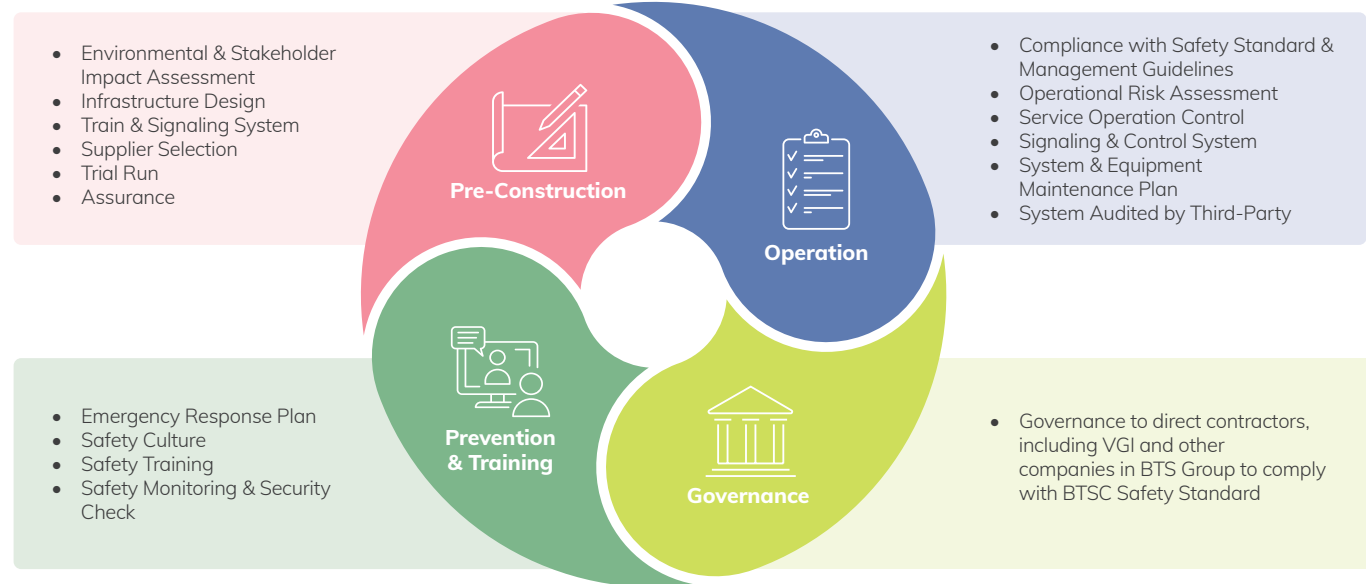 • Environmental & Stakeholder
Impact Assessment
• Infrastructure Design
• Train & Signaling System
• Supplier Selection
• Trial Run
• Assurance
Pre-Construction
• Compliance with Safety Standard &
Management Guidelines
• Operational Risk Assessment
• Service Operation Control
• Signaling & Control System
• System & Equipment
Maintenance Plan
• System Audited by Third-Party
Operation
• Emergency Response Plan
• Safety Culture
• Safety Training
• Safety Monitoring & Security
Check
Prevention
& Training
Governance
• Governance to direct contractors,
including VGI and other
companies in BTS Group to comply
with BTSC Safety Standard